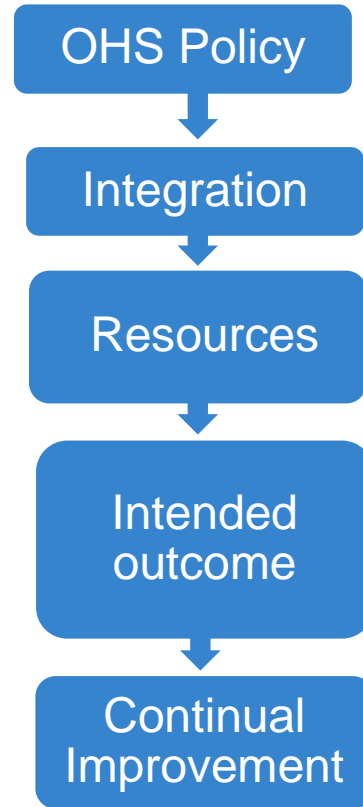 OHS Policy
Integration
Resources
Intended
outcome
Continual
Improvement